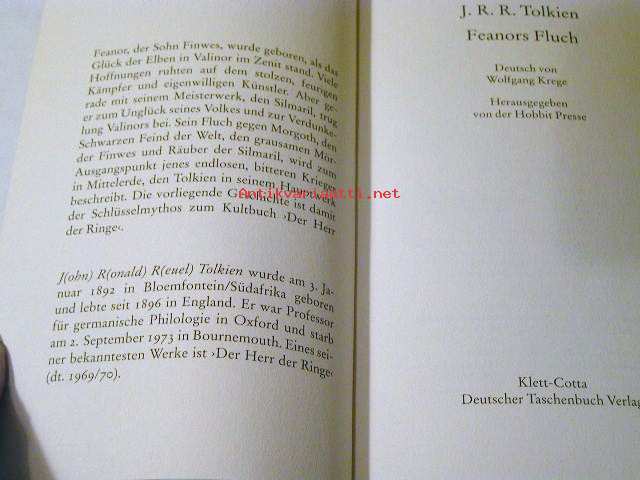 Feanor, der Sohn Finwes, wurde geboren, als das
Glück der Elben in Valinor im Zenit stand. Viele
Hoffnungen ruhten auf dem stolzen, feurigen
Kämpfer und eigenwilligen Künstler. Aber ge-
rade mit seinem Meisterwerk, den Silmaril, trug
er zum Unglück seines Volkes und zur Verdunke-
lung Valinors bei. Sein Fluch gegen Morgoth, den
Schwarzen Feind der Welt, den grausamen Mör-
der Finwes und Räuber der Silmaril, wird zum
Ausgangspunkt jenes endlosen, bitteren Krieges
in Mittelerde, den Tolkien in seinem Hauptwerk
beschreibt. Die vorliegende Geschichte ist damit
der Schlüsselmythos zum Kultbuch ›Der Herr
der Ringe‹.
J(ohn) R(onald) R(euel) Tolkien wurde am 3. Ja-
nuar 1892 in Bloemfontein/Südafrika geboren
und lebte seit 1896 in England. Er war Professor
für germanische Philologie in Oxford und starb
am 2. September 1973 in Bournemouth. Eines sei-
ner bekanntesten Werke ist ›Der Herr der Ringe‹
(dt. 1969/70).
J. R. R. Tolkien
Feanors Fluch
Deutsch von
Wolfgang Krege
Herausgegeben
von der Hobbit Presse
Klett-Cotta
Deutscher Taschenbuch Verlag
Antikvariaatti.net